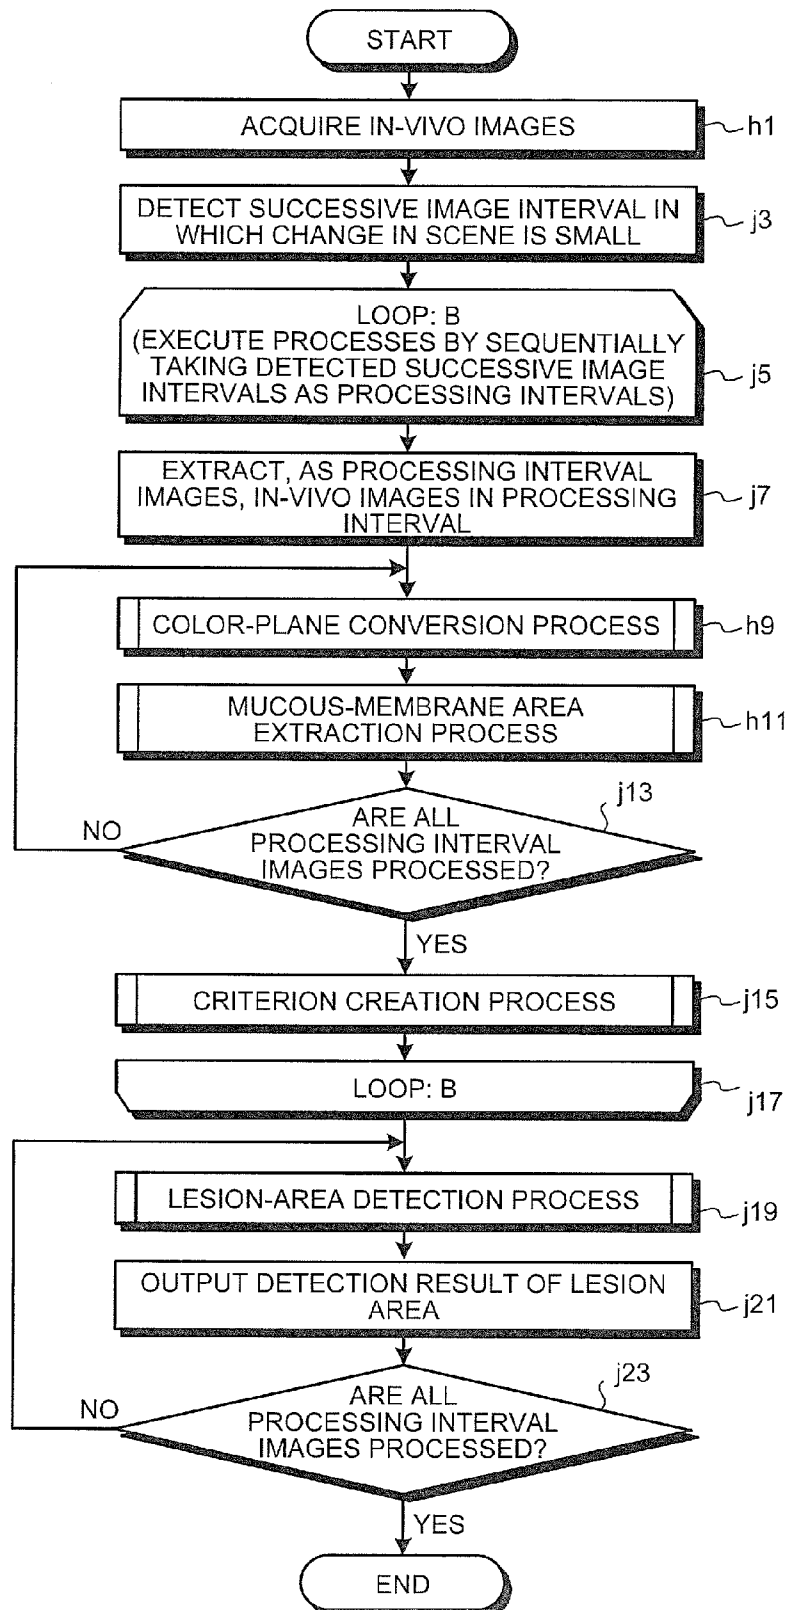 START
ACQUIRE IN-VIVO IMAGES
h1
DETECT SUCCESSIVE IMAGE INTERVAL IN
WHICH CHANGE IN SCENE IS SMALL
j3
LOOP: B
(EXECUTE PROCESSES BY SEQUENTIALLY
TAKING DETECTED SUCCESSIVE IMAGE
INTERVALS AS PROCESSING INTERVALS)
j5
EXTRACT, AS PROCESSING INTERVAL
IMAGES, IN-VIVO IMAGES IN PROCESSING
INTERVAL
j7
COLOR-PLANE CONVERSION PROCESS
h9
MUCOUS-MEMBRANE AREA
EXTRACTION PROCESS
h11
j13
ARE ALL
PROCESSING INTERVAL
IMAGES PROCESSED?
NO
YES
CRITERION CREATION PROCESS
j15
LOOP: B
j17
LESION-AREA DETECTION PROCESS
j19
OUTPUT DETECTION RESULT OF LESION
AREA
j21
j23
ARE ALL
PROCESSING INTERVAL
IMAGES PROCESSED?
NO
YES
END